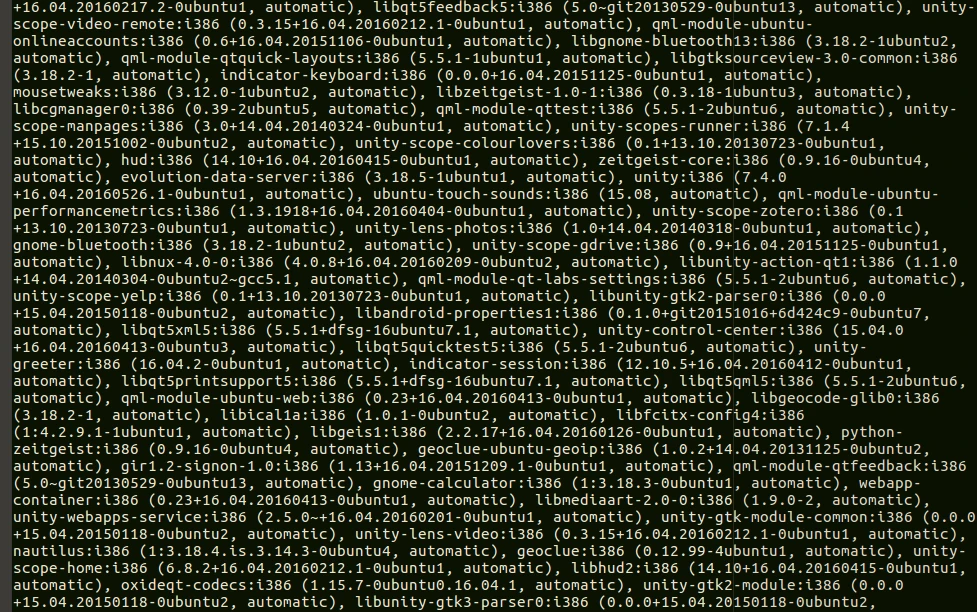 +16.04.20160217.2-0ubuntu1, automatic), libqt5feedback5:i386 (5.0~git20130529-0ubuntu13, automatic), unity-
scope-video-remote:i386 (0.3.15+16.04.20160212.1-0ubuntu1, automatic), qml-module-ubuntu-
onlineaccounts:i386 (0.6+16.04.20151106-0ubuntu1, automatic), libgnome-bluetooth13:i386 (3.18.2-1ubuntu2,
automatic), qml-module-qtquick-layouts:i386 (5.5.1-1ubuntu1, automatic), libgtksourceview-3.0-common:i386
(3.18.2-1, automatic), indicator-keyboard:i386 (0.0.0+16.04.20151125-0ubuntu1, automatic),
mousetweaks:i386 (3.12.0-1ubuntu2, automatic), libzeitgeist-1.0-1:i386 (0.3.18-1ubuntu3, automatic),
libcgmanager0:i386 (0.39-2ubuntu5, automatic), qml-module-qttest:i386 (5.5.1-2ubuntu6, automatic), unity-
scope-manpages:i386 (3.0+14.04.20140324-0ubuntu1, automatic), unity-scopes-runner:i386 (7.1.4
+15.10.20151002-0ubuntu2, automatic), unity-scope-colourlovers:i386 (0.1+13.10.20130723-0ubuntu1,
automatic), hud:i386 (14.10+16.04.20160415-0ubuntu1, automatic), zeitgeist-core:i386 (0.9.16-0ubuntu4,
automatic), evolution-data-server:i386 (3.18.5-1ubuntu1, automatic), unity:i386 (7.4.0
+16.04.20160526.1-0ubuntu1, automatic), ubuntu-touch-sounds:i386 (15.08, automatic), qml-module-ubuntu-
performancemetrics:i386 (1.3.1918+16.04.20160404-0ubuntu1, automatic), unity-scope-zotero:i386 (0.1
+13.10.20130723-0ubuntu1, automatic), unity-lens-photos:i386 (1.0+14.04.20140318-0ubuntu1, automatic),
gnome-bluetooth:i386 (3.18.2-1ubuntu2, automatic), unity-scope-gdrive:i386 (0.9+16.04.20151125-0ubuntu1,
automatic), libnux-4.0-0:i386 (4.0.8+16.04.20160209-0ubuntu2, automatic), libunity-action-qt1:i386 (1.1.0
+14.04.20140304-0ubuntu2~gcc5.1, automatic), qml-module-qt-labs-settings:i386 (5.5.1-2ubuntu6, automatic),
unity-scope-yelp:i386 (0.1+13.10.20130723-0ubuntu1, automatic), libunity-gtk2-parser0:i386 (0.0.0
+15.04.20150118-0ubuntu2, automatic), libandroid-properties1:i386 (0.1.0+git20151016+6d424c9-0ubuntu7,
automatic), libqt5xml5:i386 (5.5.1+dfsg-16ubuntu7.1, automatic), unity-control-center:i386 (15.04.0
+16.04.20160413-0ubuntu3, automatic), libqt5quicktest5:i386 (5.5.1-2ubuntu6, automatic), unity-
greeter:i386 (16.04.2-0ubuntu1, automatic), indicator-session:i386 (12.10.5+16.04.20160412-0ubuntu1,
automatic), libqt5printsupport5:i386 (5.5.1+dfsg-16ubuntu7.1, automatic), libqt5qml5:i386 (5.5.1-2ubuntu6,
automatic), qml-module-ubuntu-web:i386 (0.23+16.04.20160413-0ubuntu1, automatic), libgeocode-glib0:i386
(3.18.2-1, automatic), libical1a:i386 (1.0.1-0ubuntu2, automatic), libfcitx-config4:i386
(1:4.2.9.1-1ubuntu1, automatic), libgeis1:i386 (2.2.17+16.04.20160126-0ubuntu1, automatic), python-
zeitgeist:i386 (0.9.16-0ubuntu4, automatic), geoclue-ubuntu-geoip:i386 (1.0.2+14.04.20131125-0ubuntu2,
automatic), gir1.2-signon-1.0:i386 (1.13+16.04.20151209.1-0ubuntu1, automatic), qml-module-qtfeedback:i386
(5.0~git20130529-0ubuntu13, automatic), gnome-calculator:i386 (1:3.18.3-0ubuntu1, automatic), webapp-
container:i386 (0.23+16.04.20160413-0ubuntu1, automatic), libmediaart-2.0-0:i386 (1.9.0-2, automatic),
unity-webapps-service:i386 (2.5.0~+16.04.20160201-0ubuntu1, automatic), unity-gtk-module-common:i386 (0.0.0
+15.04.20150118-0ubuntu2, automatic), unity-lens-video:i386 (0.3.15+16.04.20160212.1-0ubuntu1, automatic),
nautilus:i386 (1:3.18.4.is.3.14.3-0ubuntu4, automatic), geoclue:i386 (0.12.99-4ubuntu1, automatic), unity-
scope-home:i386 (6.8.2+16.04.20160212.1-0ubuntu1, automatic), libhud2:i386 (14.10+16.04.20160415-0ubuntu1,
automatic), oxideqt-codecs:i386 (1.15.7-0ubuntu0.16.04.1, automatic), unity-gtk2-module:i386 (0.0.0
+15.04.20150118-0ubuntu2, automatic), libunity-gtk3-parser0:i386 (0.0.0+15.04.20150118-0ubuntu2,